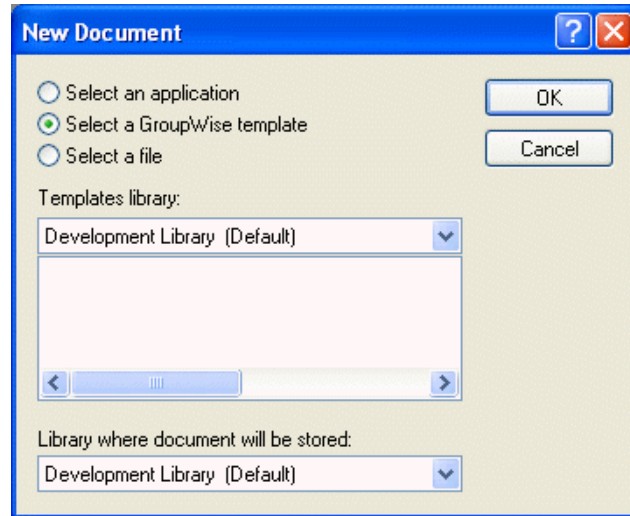 New Document
Select an application
OK
Select a GroupWise template
Select a file
Cancel
Templates library:
Development Library (Default)
Library where document will be stored:
Development Library (Default)